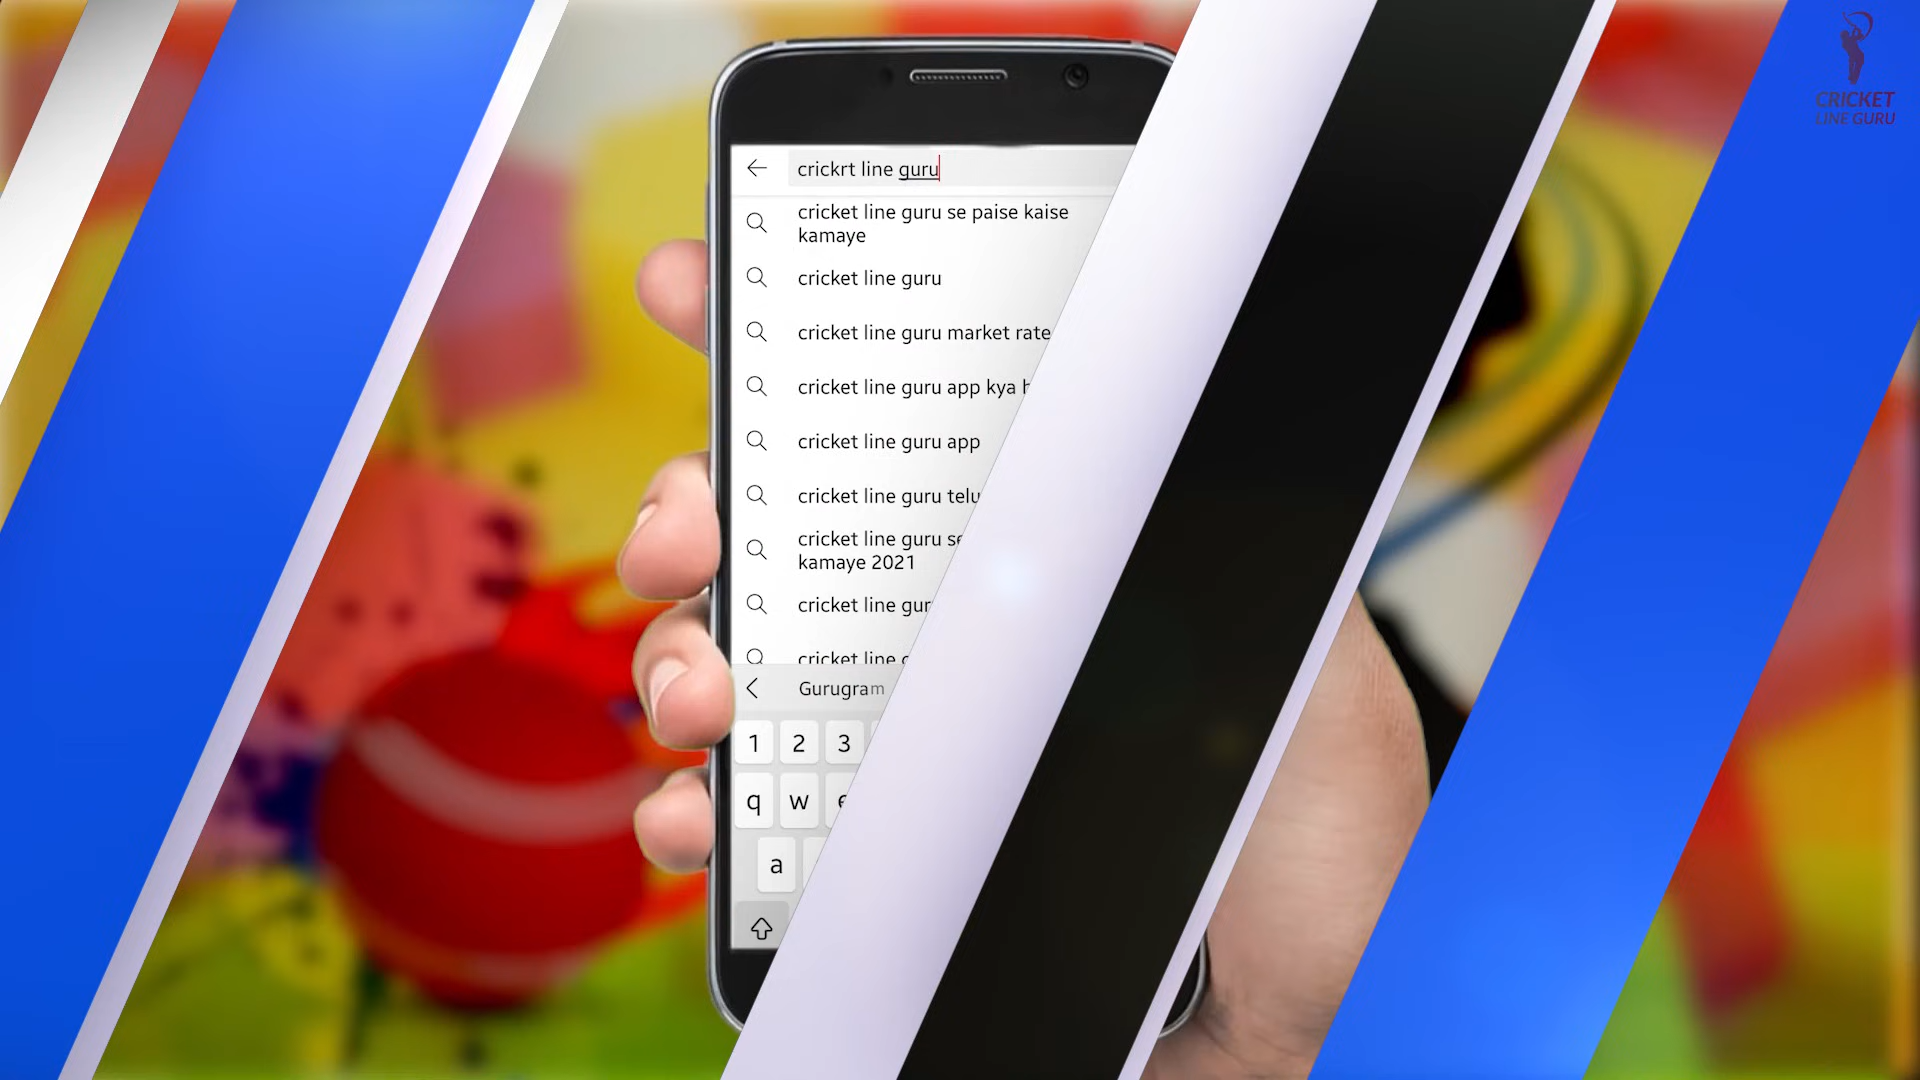 CRICKET
LINE GURU
crickrt line guru
cricket line guru se paise kaise
kamaye
cricket line guru
cricket line guru market rate
cricket line guru app kya
cricket line guru app
cricket line guru
cricket line guru
kamaye 2021
cricket line
cricket line
Gurugram
1 2 3
q w
a